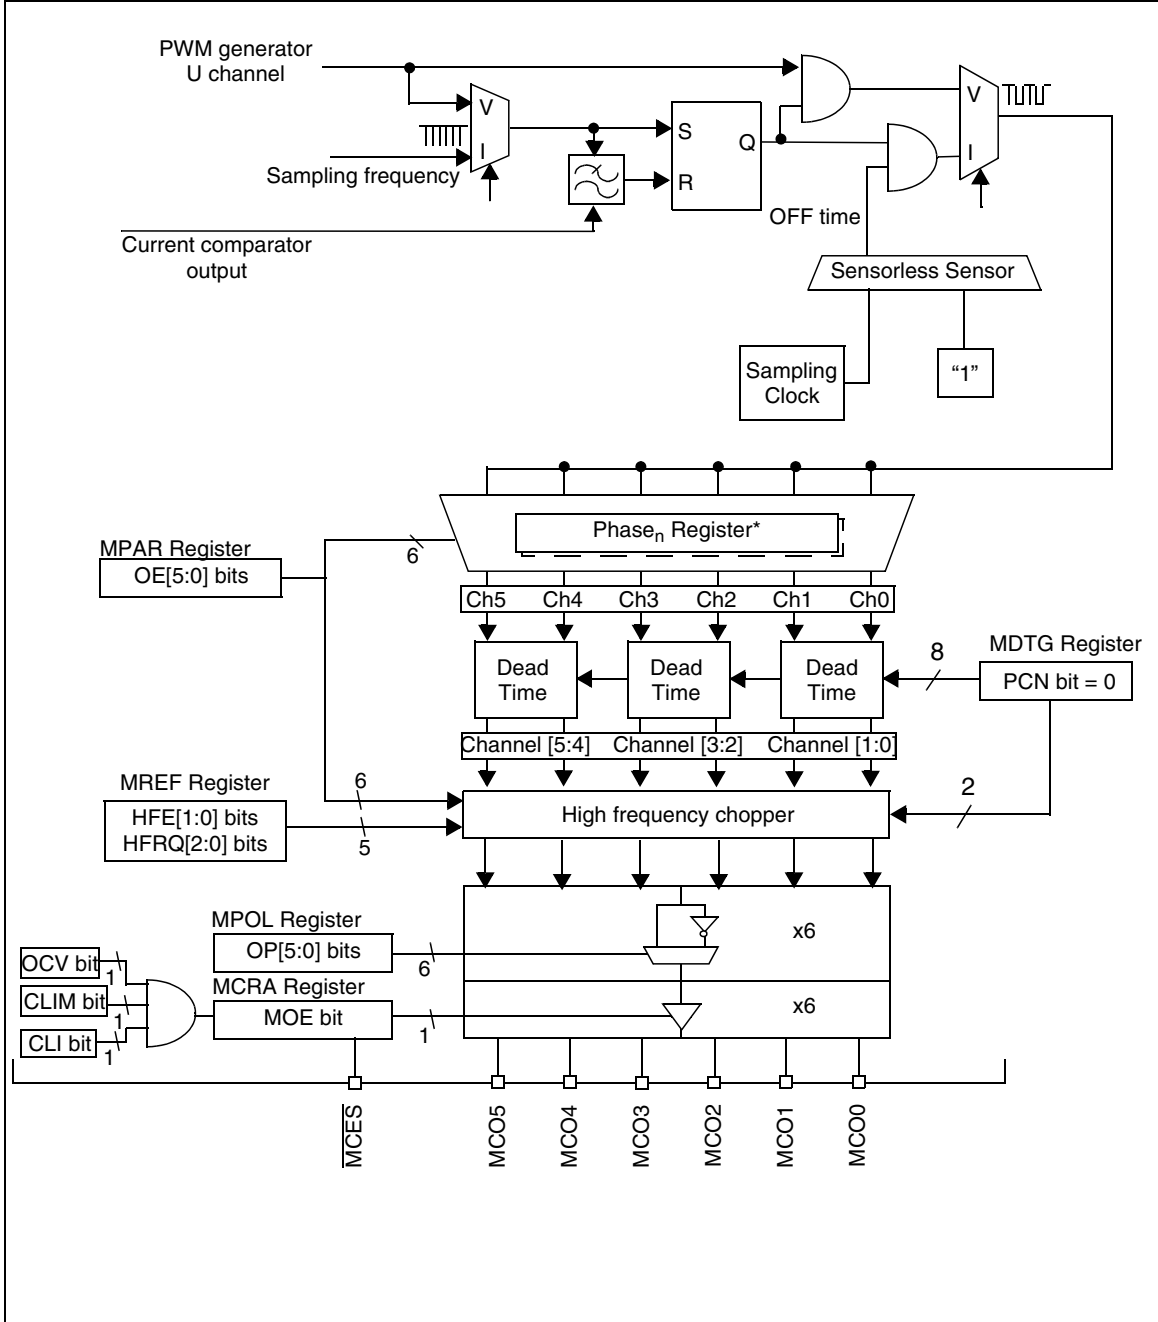 PWM generator
U channel
V
I
Sampling frequency
Current comparator
output
S
R
Q
V
I
OFF time
Sensorless Sensor
Sampling
Clock
“1”
Phasen Register*
MPAR Register
OE[5:0] bits
6
Ch5 Ch4 Ch3 Ch2 Ch1 Ch0
Dead
Time
Dead
Time
Dead
Time
8
MDTG Register
PCN bit = 0
Channel [5:4] Channel [3:2] Channel [1:0]
MREF Register
HFE[1:0] bits
HFRQ[2:0] bits
6
5
High frequency chopper
2
MPOL Register
OP[5:0] bits
6
x6
OCV bit
1
CLIM bit
1
CLI bit
1
MCRA Register
MOE bit
1
x6
MCES
MCO5
MCO4
MCO3
MCO2
MCO1
MCO0